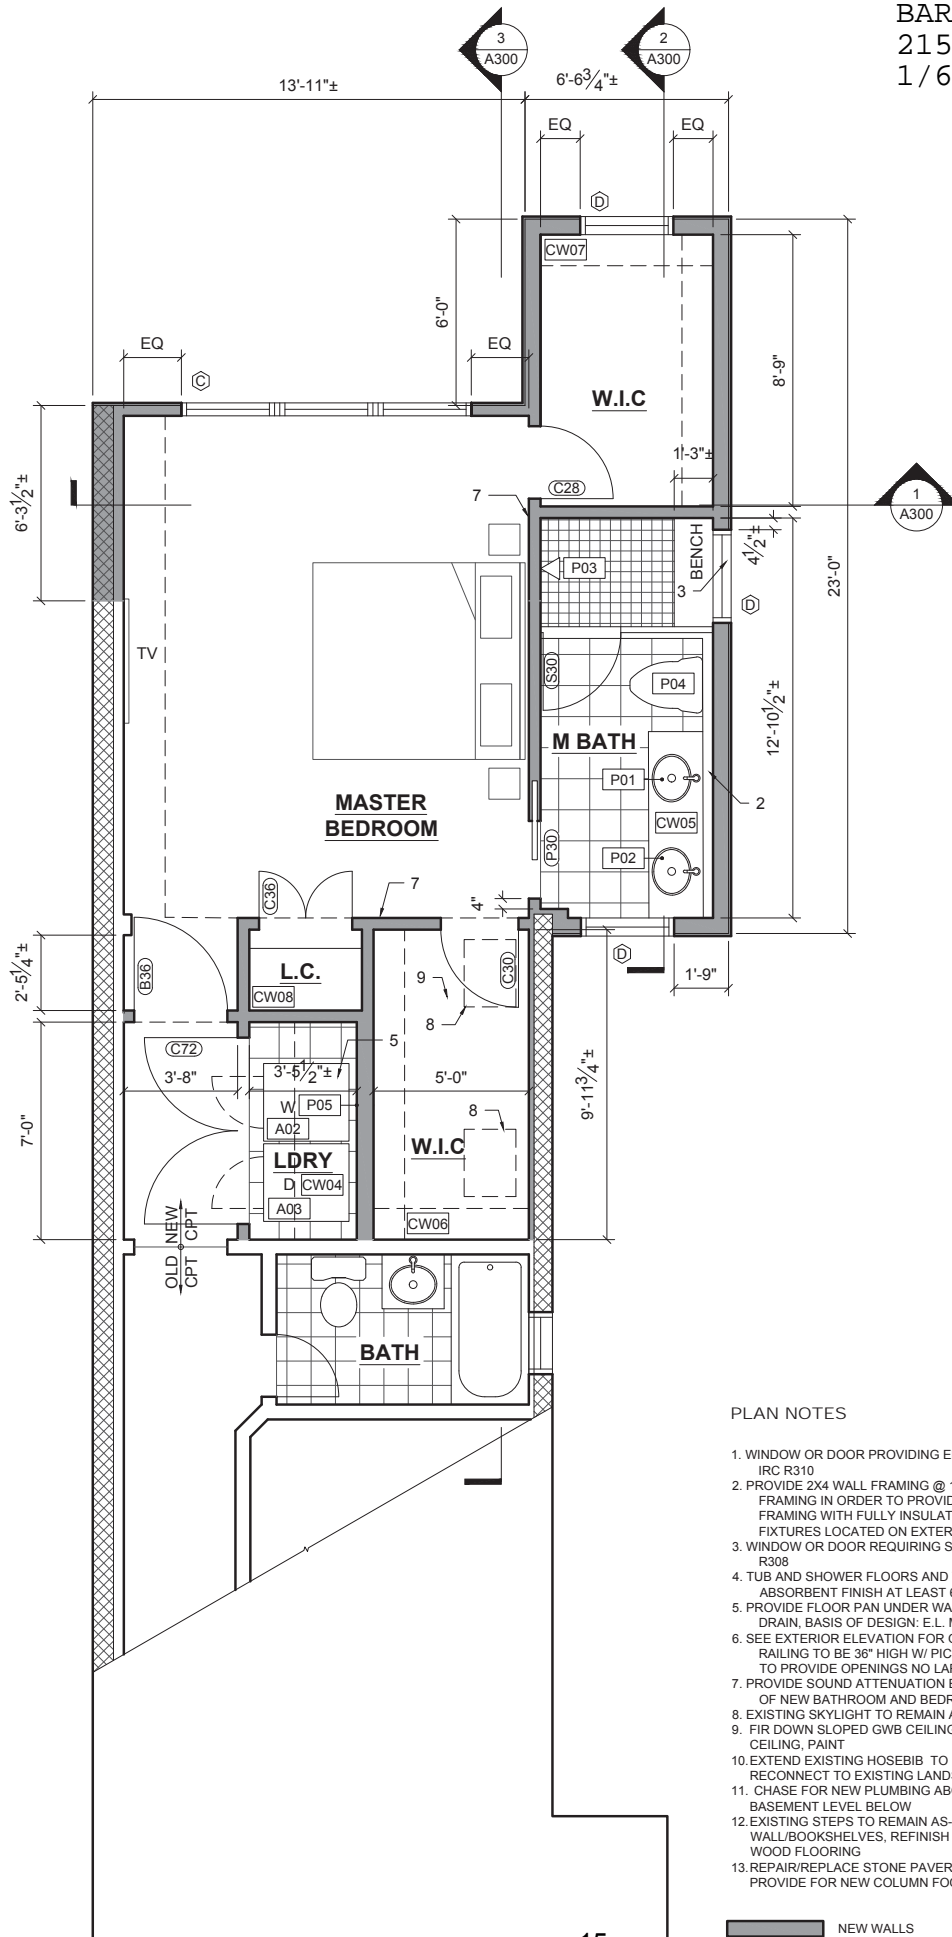 BAR
215
1/6
3
A300
2
A300
13'-11"±
6'-6¾"±
EQ
EQ
D
CW07
6'-0"
8'-9"
EQ
EQ
C
W.I.C
1'-3"±
6'-3½"±
7
C28
1
A300
BENCH
4½"±
P03
3
D
23'-0"
TV
S30
P04
12'-10½"±
M BATH
P01
2
MASTER
BEDROOM
CW05
P30
P02
C36
7
4"
2'-5¼"±
B36
L.C.
CW08
9
C30
D
1'-9"
8
C72
3'-8"
3'-5½"±
5
5'-0"
9'-11¾"±
7'-0"
W
P05
A02
8
LDRY
W.I.C
D
CW04
A03
CW06
OLD NEW
CPT CPT
BATH
PLAN NOTES
1. WINDOW OR DOOR PROVIDING E
IRC R310
2. PROVIDE 2X4 WALL FRAMING @ 1
FRAMING IN ORDER TO PROVID
FRAMING WITH FULLY INSULAT
FIXTURES LOCATED ON EXTER
3. WINDOW OR DOOR REQUIRING S
R308
4. TUB AND SHOWER FLOORS AND
ABSORBENT FINISH AT LEAST 6
5. PROVIDE FLOOR PAN UNDER WA
DRAIN, BASIS OF DESIGN: E.L. M
6. SEE EXTERIOR ELEVATION FOR G
RAILING TO BE 36" HIGH W/ PIC
TO PROVIDE OPENINGS NO LAR
7. PROVIDE SOUND ATTENUATION B
OF NEW BATHROOM AND BEDR
8. EXISTING SKYLIGHT TO REMAIN A
9. FIR DOWN SLOPED GWB CEILING
CEILING, PAINT
10. EXTEND EXISTING HOSEBIB TO
RECONNECT TO EXISTING LAND
11. CHASE FOR NEW PLUMBING AB
BASEMENT LEVEL BELOW
12. EXISTING STEPS TO REMAIN AS-
WALL/BOOKSHELVES, REFINISH
WOOD FLOORING
13. REPAIR/REPLACE STONE PAVER
PROVIDE FOR NEW COLUMN FOO
NEW WALLS